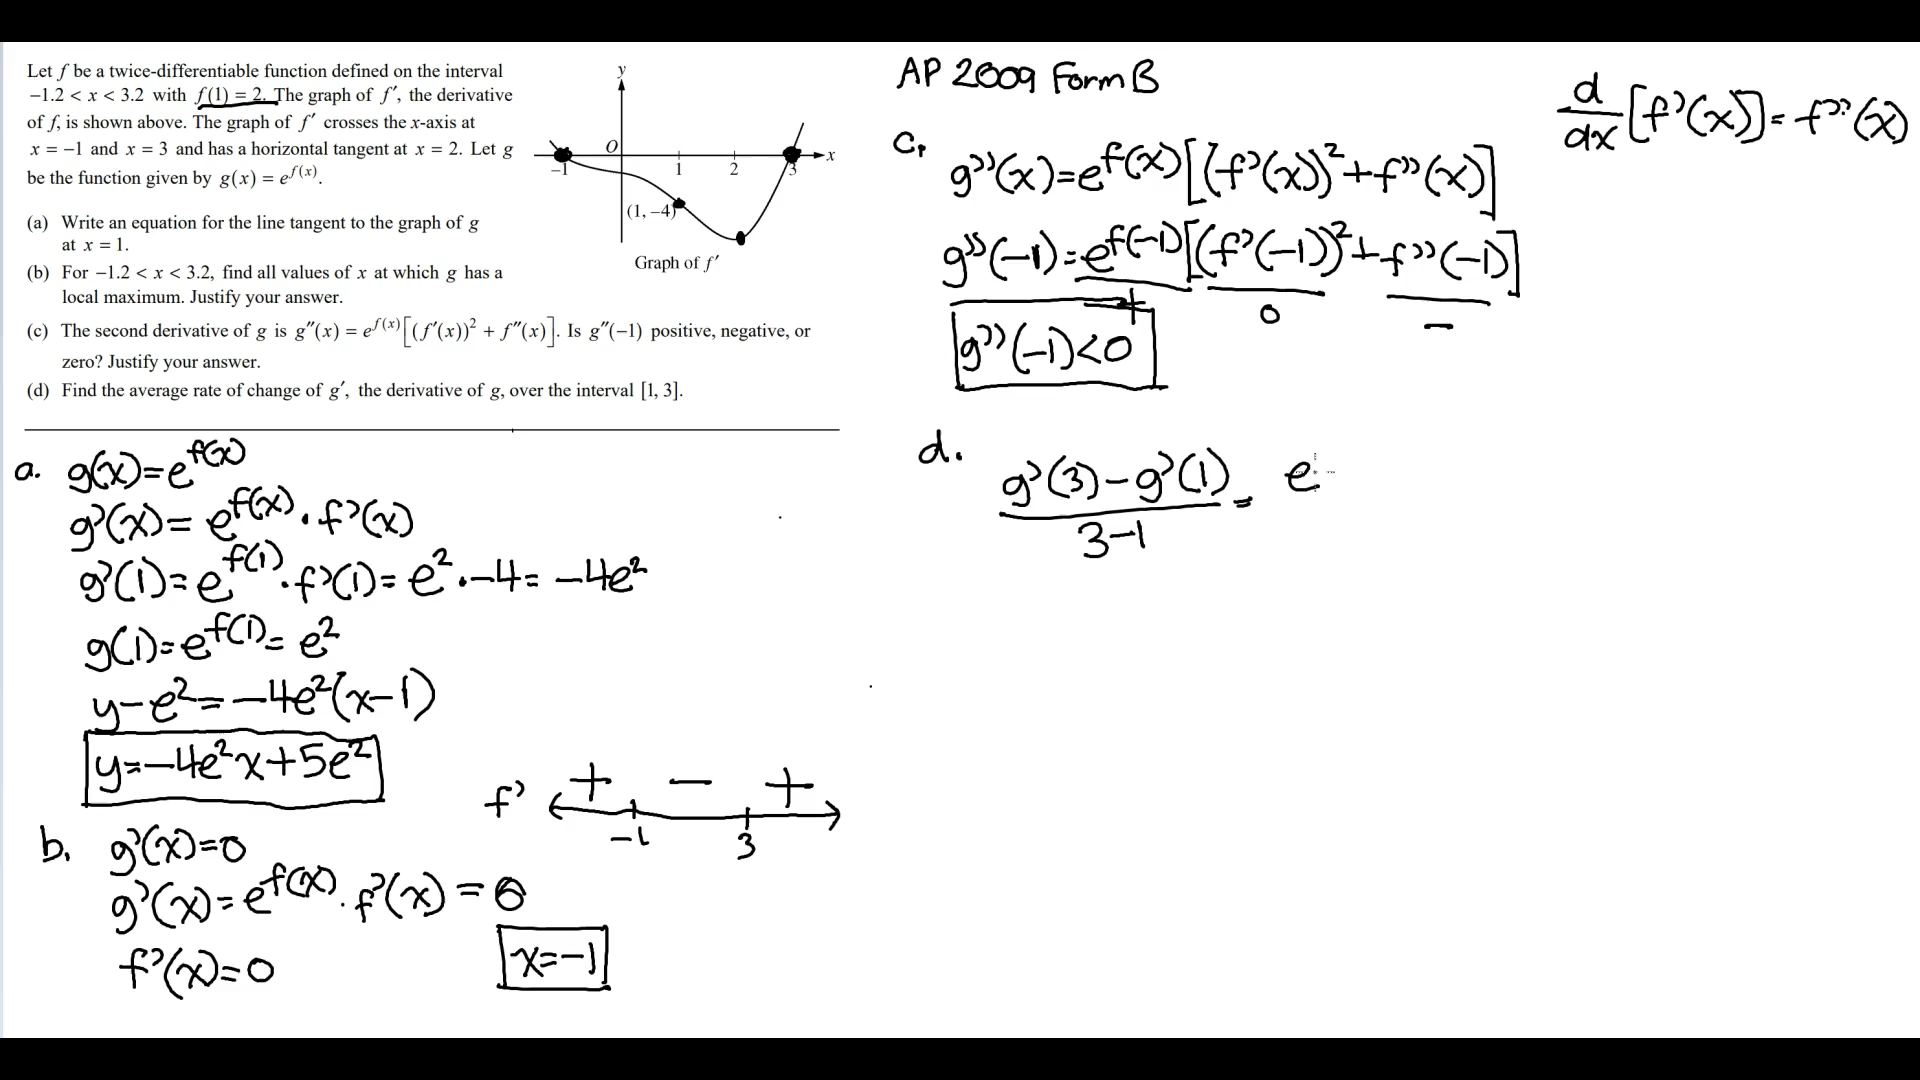 Let f be a twice-differentiable function defined on the interval
−1.2 < x < 3.2 with f(1) = 2. The graph of f′, the derivative
of f, is shown above. The graph of f′ crosses the x-axis at
x = −1 and x = 3 and has a horizontal tangent at x = 2. Let g
be the function given by g(x) = e^f(x).
(a) Write an equation for the line tangent to the graph of g
at x = 1.
(b) For −1.2 < x < 3.2, find all values of x at which g has a
local maximum. Justify your answer.
(c) The second derivative of g is g″(x) = e^f(x)[(f′(x))² + f″(x)]. Is g″(−1) positive, negative, or
zero? Justify your answer.
(d) Find the average rate of change of g′, the derivative of g, over the interval [1, 3].
y
O
x
−1
1
2
3
(1, −4)
Graph of f′
a. g(x)=e^f(x)
g'(x)=e^f(x)·f'(x)
g'(1)=e^f(1)·f'(1)=e²·-4=-4e²
g(1)=e^f(1)=e²
y-e²=-4e²(x-1)
y=-4e²x+5e²
b. g'(x)=0
g'(x)=e^f(x)·f'(x)=0
f'(x)=0
f' + - +
-1 3
x=-1
AP 2009 Form B
c. g''(x)=e^f(x)[(f'(x))²+f''(x)]
g''(-1)=e^f(-1)[(f'(-1))²+f''(-1)]
+ 0 -
g''(-1)<0
d. g'(3)-g'(1) = e
3-1
d/dx[f'(x)]=f''(x)